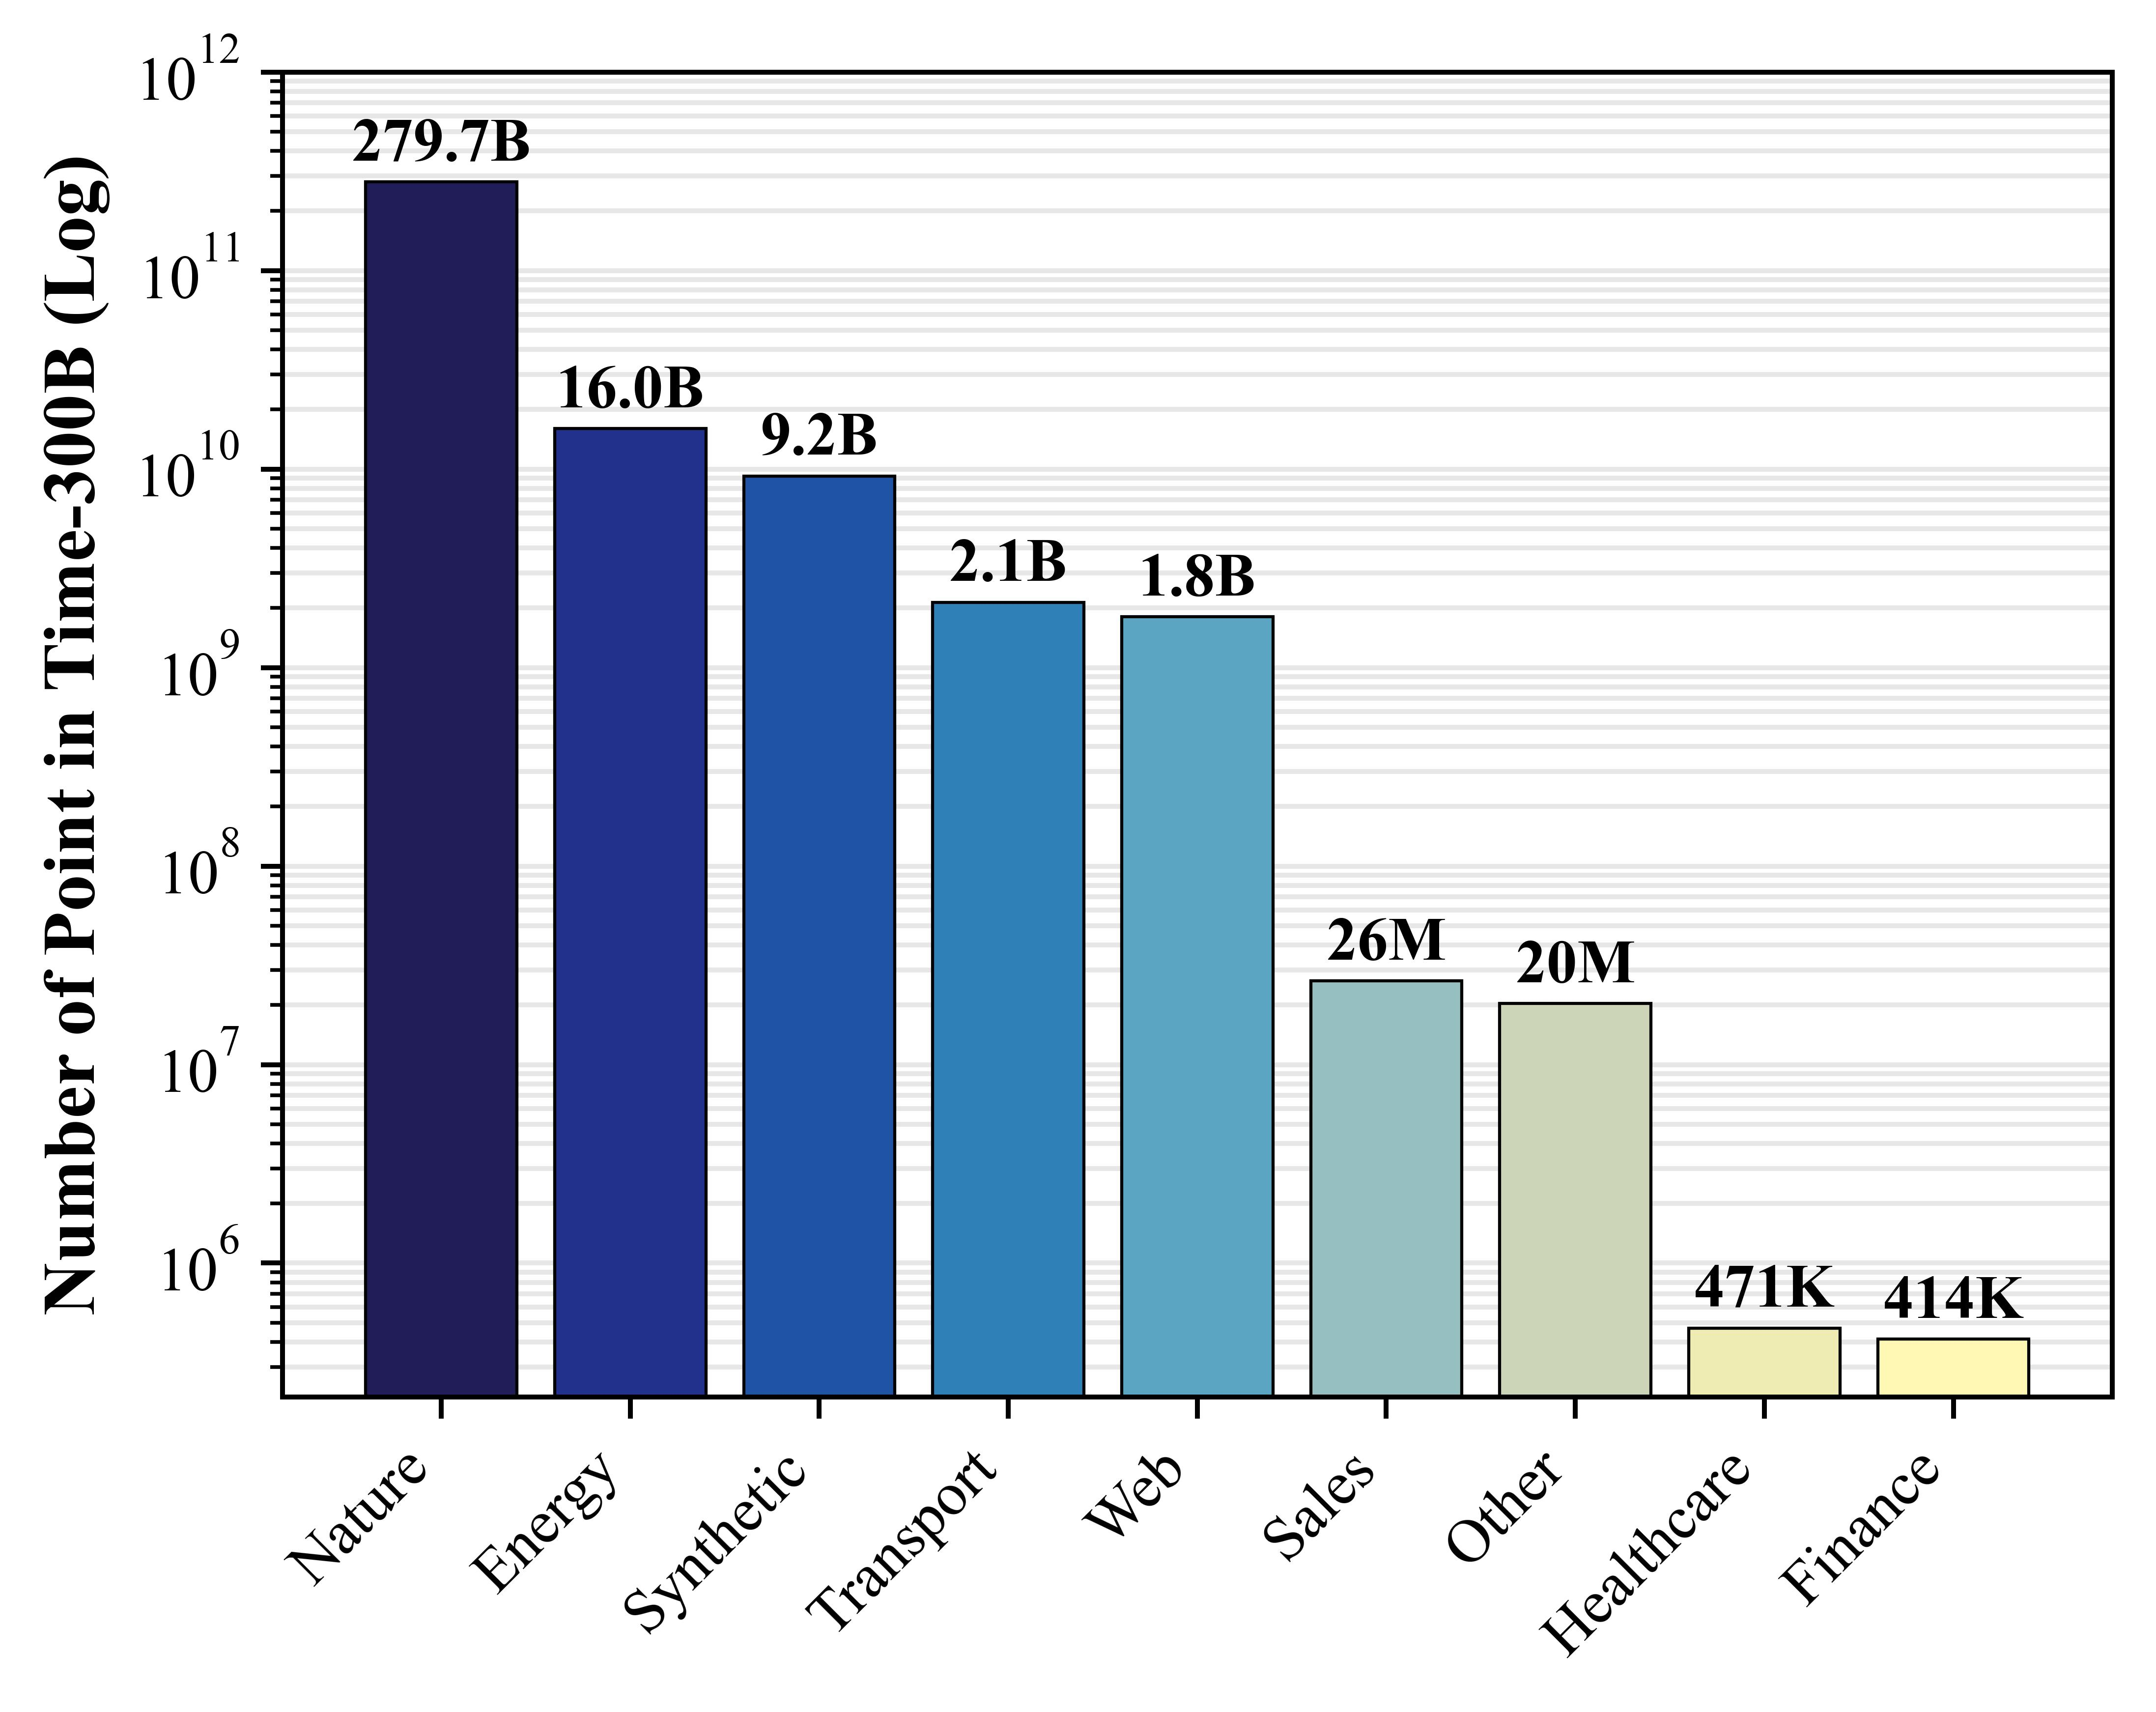 Number of Point in Time-300B (Log)
10^12
10^11
10^10
10^9
10^8
10^7
10^6
279.7B
16.0B
9.2B
2.1B
1.8B
26M
20M
471K
414K
Nature
Energy
Synthetic
Transport
Web
Sales
Other
Healthcare
Finance